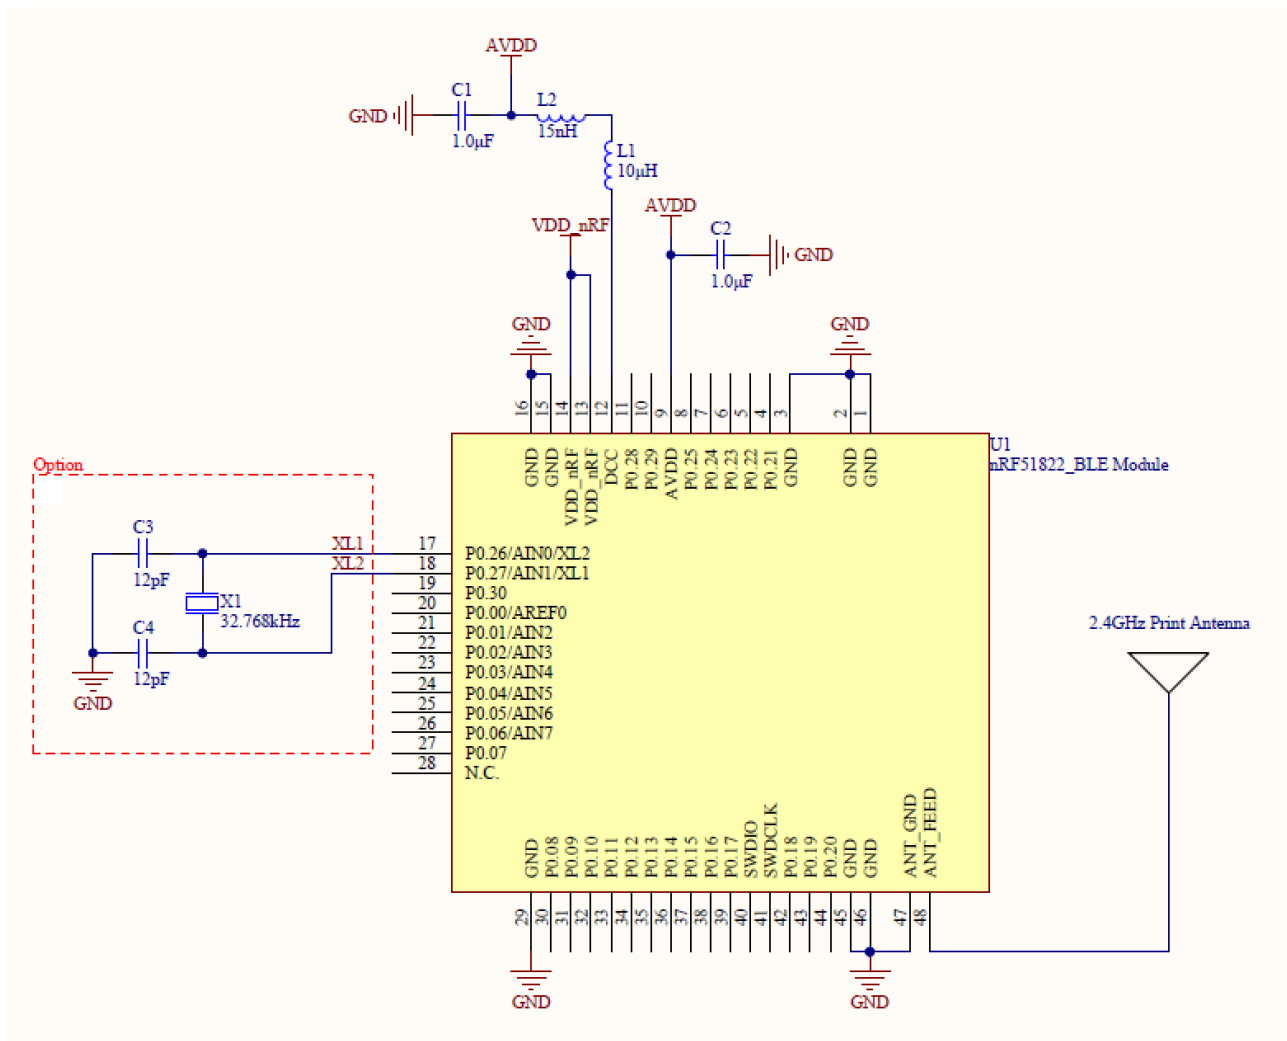 AVDD
C1
GND
1.0µF
L2
15nH
L1
10µH
AVDD
VDD_nRF
C2
GND
1.0µF
GND
GND
16
15
14
13
12
11
10
9
8
7
6
5
4
3
2
1
GND
GND
VDD_nRF
VDD_nRF
DCC
P0.28
P0.29
AVDD
P0.25
P0.24
P0.23
P0.22
P0.21
GND
GND
GND
U1
nRF51822_BLE Module
Option
C3
12pF
XL1
XL2
X1
32.768kHz
C4
12pF
GND
17 P0.26/AIN0/XL2
18 P0.27/AIN1/XL1
19 P0.30
20 P0.00/AREF0
21 P0.01/AIN2
22 P0.02/AIN3
23 P0.03/AIN4
24 P0.04/AIN5
25 P0.05/AIN6
26 P0.06/AIN7
27 P0.07
28 N.C.
2.4GHz Print Antenna
GND
P0.08
P0.09
P0.10
P0.11
P0.12
P0.13
P0.14
P0.15
P0.16
P0.17
SWDIO
SWDCLK
P0.18
P0.19
P0.20
GND
GND
ANT_GND
ANT_FEED
29
30
31
32
33
34
35
36
37
38
39
40
41
42
43
44
45
46
47
48
GND
GND